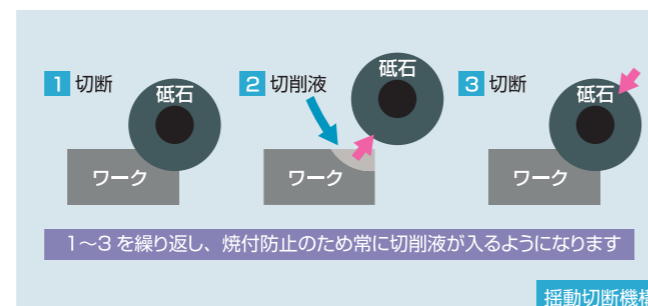 1 切断
砥石
ワーク
2 切削液
砥石
ワーク
3 切断
砥石
ワーク
1~3 を繰り返し、焼付防止のため常に切削液が入るようになります
揺動切断機構